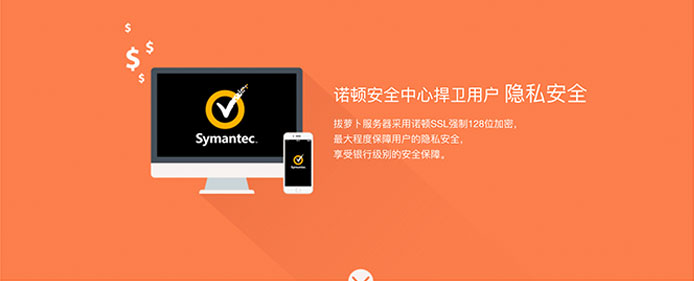 $
$
$
Symantec.
Symantec.
诺顿安全中心捍卫用户 隐私安全
拔萝卜服务器采用诺顿SSL强制128位加密,
最大程度保障用户的隐私安全,
享受银行级别的安全保障。